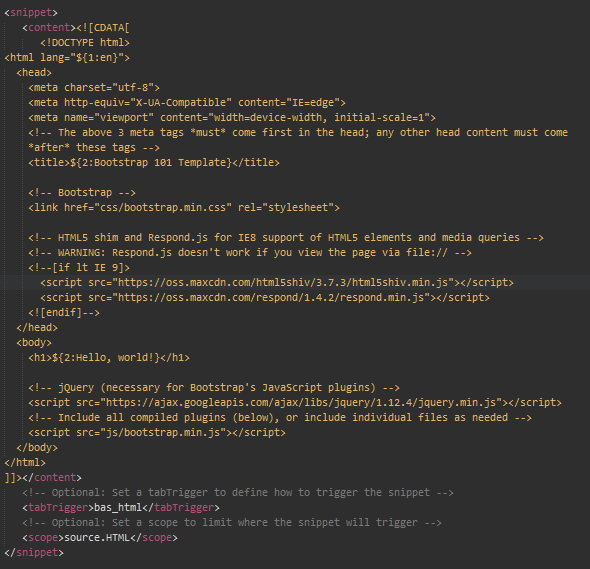 <snippet>
<content><![CDATA[
<!DOCTYPE html>
<html lang="${1:en}">
<head>
<meta charset="utf-8">
<meta http-equiv="X-UA-Compatible" content="IE=edge">
<meta name="viewport" content="width=device-width, initial-scale=1">
<!-- The above 3 meta tags *must* come first in the head; any other head content must come
*after* these tags -->
<title>${2:Bootstrap 101 Template}</title>
<!-- Bootstrap -->
<link href="css/bootstrap.min.css" rel="stylesheet">
<!-- HTML5 shim and Respond.js for IE8 support of HTML5 elements and media queries -->
<!-- WARNING: Respond.js doesn't work if you view the page via file:// -->
<!--[if lt IE 9]>
<script src="https://oss.maxcdn.com/html5shiv/3.7.3/html5shiv.min.js"></script>
<script src="https://oss.maxcdn.com/respond/1.4.2/respond.min.js"></script>
<![endif]-->
</head>
<body>
<h1>${2:Hello, world!}</h1>
<!-- jQuery (necessary for Bootstrap's JavaScript plugins) -->
<script src="https://ajax.googleapis.com/ajax/libs/jquery/1.12.4/jquery.min.js"></script>
<!-- Include all compiled plugins (below), or include individual files as needed -->
<script src="js/bootstrap.min.js"></script>
</body>
</html>
]]></content>
<!-- Optional: Set a tabTrigger to define how to trigger the snippet -->
<tabTrigger>bas_html</tabTrigger>
<!-- Optional: Set a scope to limit where the snippet will trigger -->
<scope>source.HTML</scope>
</snippet>